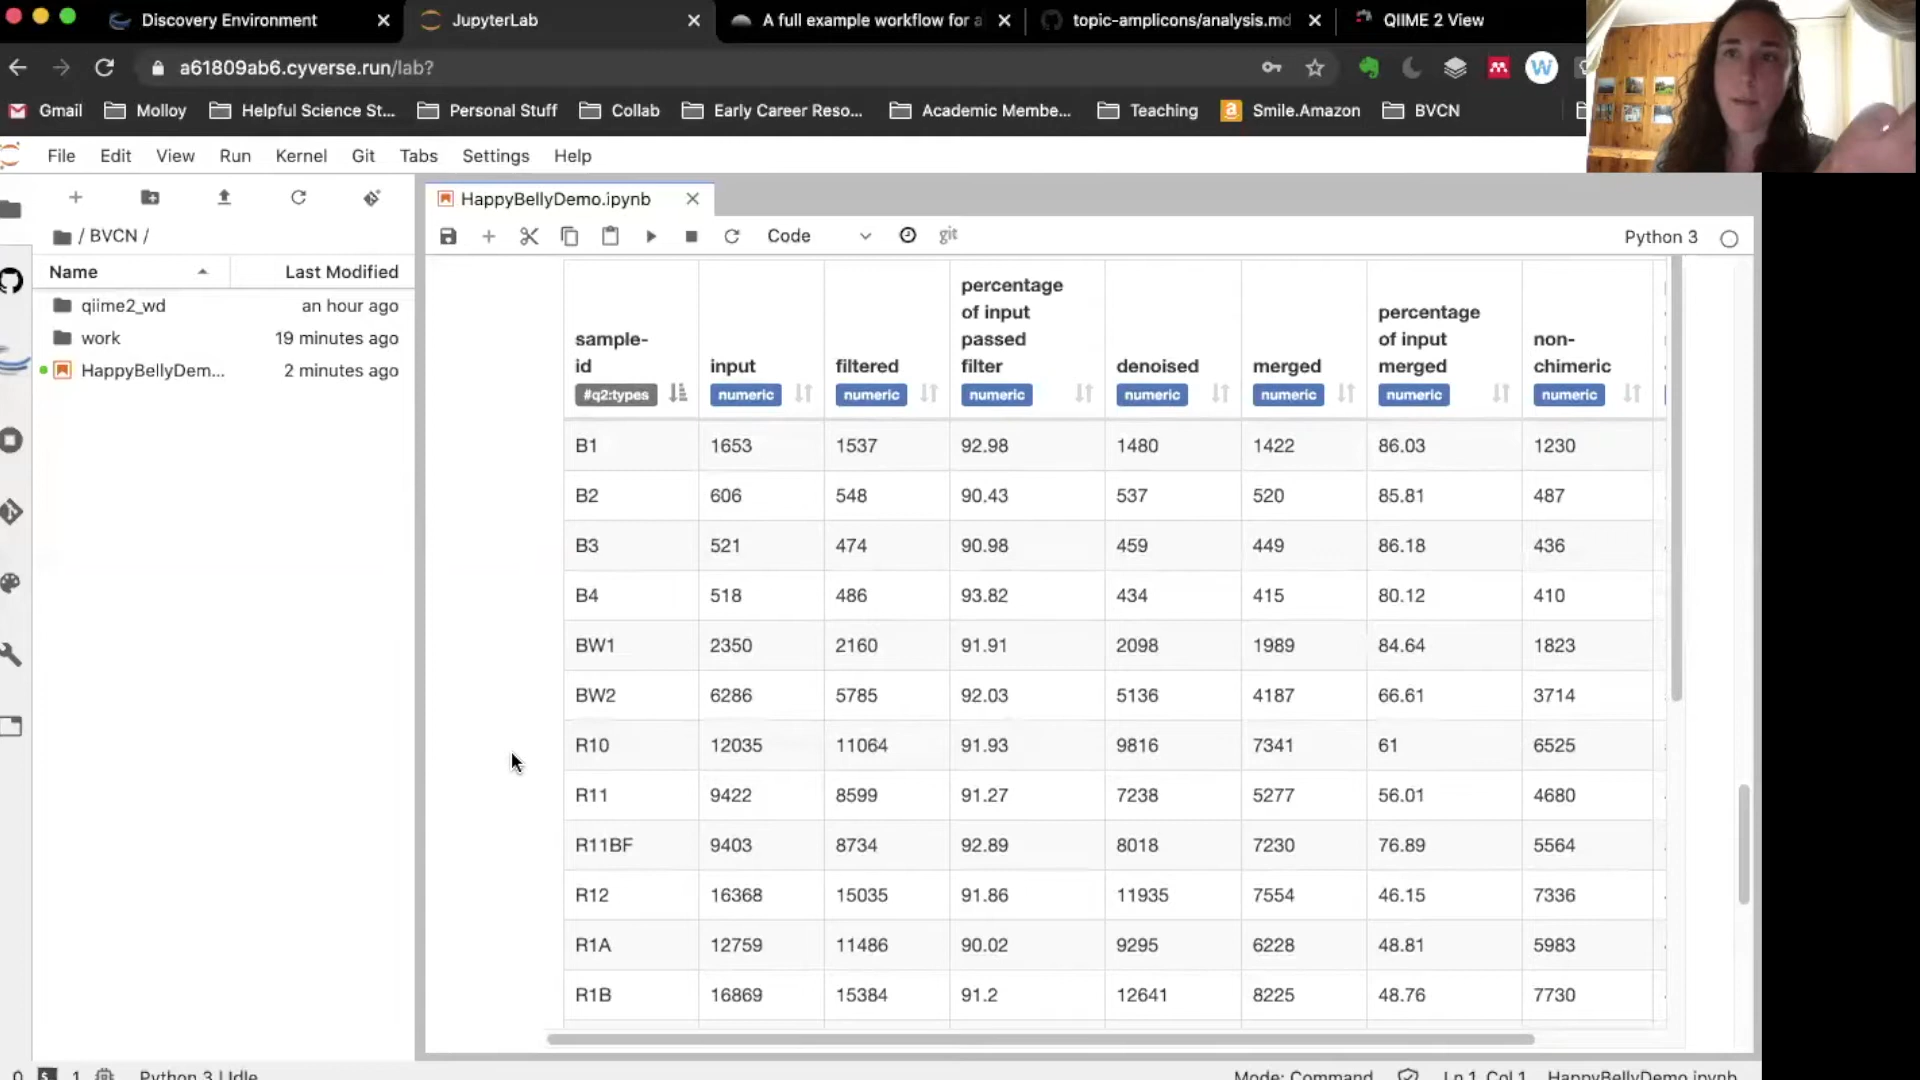 Discovery Environment
JupyterLab
A full example workflow for a
topic-amplicons/analysis.md
QIIME 2 View
a61809ab6.cyverse.run/lab?
Gmail Molloy Helpful Science St... Personal Stuff Collab Early Career Reso... Academic Membe... Teaching Smile.Amazon BVCN
File Edit View Run Kernel Git Tabs Settings Help
HappyBellyDemo.ipynb
/ BVCN /
Code
git
Python 3
Name Last Modified
qiime2_wd an hour ago
work 19 minutes ago
HappyBellyDem... 2 minutes ago
sample-id input filtered percentage of input passed filter denoised merged percentage of input merged non-chimeric
#q2:types numeric numeric numeric numeric numeric numeric numeric
B1 1653 1537 92.98 1480 1422 86.03 1230
B2 606 548 90.43 537 520 85.81 487
B3 521 474 90.98 459 449 86.18 436
B4 518 486 93.82 434 415 80.12 410
BW1 2350 2160 91.91 2098 1989 84.64 1823
BW2 6286 5785 92.03 5136 4187 66.61 3714
R10 12035 11064 91.93 9816 7341 61 6525
R11 9422 8599 91.27 7238 5277 56.01 4680
R11BF 9403 8734 92.89 8018 7230 76.89 5564
R12 16368 15035 91.86 11935 7554 46.15 7336
R1A 12759 11486 90.02 9295 6228 48.81 5983
R1B 16869 15384 91.2 12641 8225 48.76 7730
0 1 Python 3 | Idle Mode: Command Ln 1, Col 1 HappyBellyDemo.ipynb